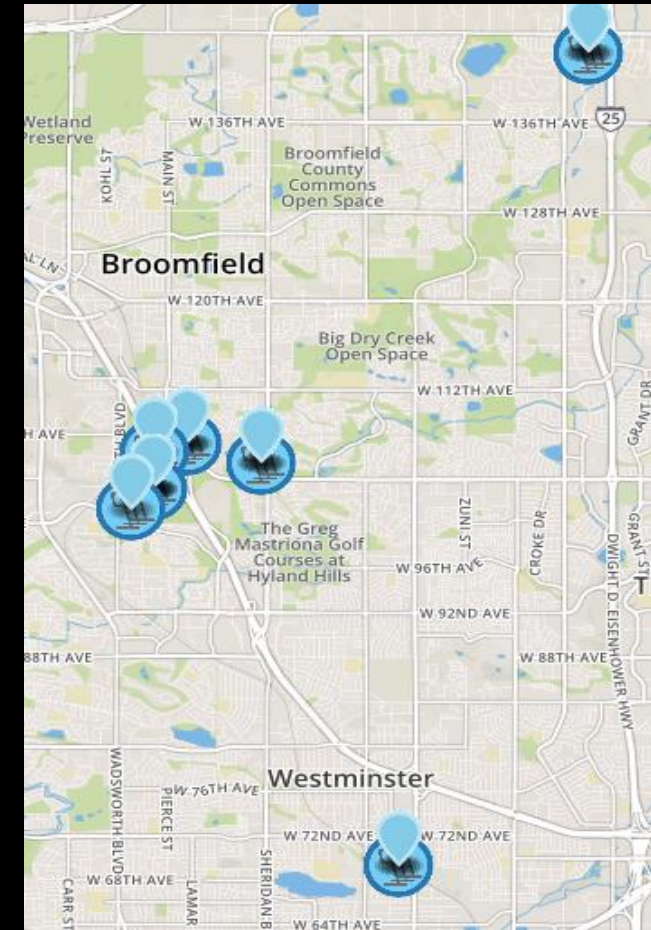 Wetland
Preserve
W 136TH AVE
W 136TH AVE
25
KOHL ST
MAIN ST
Broomfield
County
Commons
Open Space
W 128TH AVE
Broomfield
W 120TH AVE
Big Dry Creek
Open Space
W 112TH AVE
GRANT DR
H AVE
TH BLVD
The Greg
Mastriona Golf
Courses at
Hyland Hills
ZUNI ST
CROKE DR
GRANT ST
W 96TH AVE
T
W 92ND AVE
88TH AVE
W 88TH AVE
DWIGHT D. EISENHOWER HWY
WADSWORTH BLVD
Westminster
PIERCE ST
W 76TH AVE
W 72ND AVE
W 72ND AVE
SHERIDAN B
W 68TH AVE
CARR ST
LAMAR
W 64TH AVE